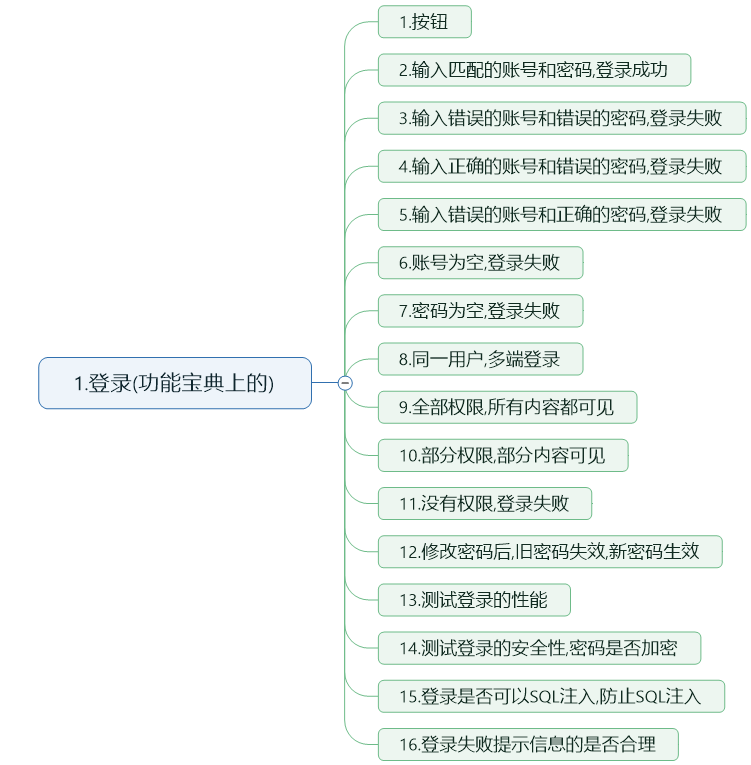 1.登录(功能宝典上的)
1.按钮
2.输入匹配的账号和密码,登录成功
3.输入错误的账号和错误的密码,登录失败
4.输入正确的账号和错误的密码,登录失败
5.输入错误的账号和正确的密码,登录失败
6.账号为空,登录失败
7.密码为空,登录失败
8.同一用户,多端登录
9.全部权限,所有内容都可见
10.部分权限,部分内容可见
11.没有权限,登录失败
12.修改密码后,旧密码失效,新密码生效
13.测试登录的性能
14.测试登录的安全性,密码是否加密
15.登录是否可以SQL注入,防止SQL注入
16.登录失败提示信息的是否合理